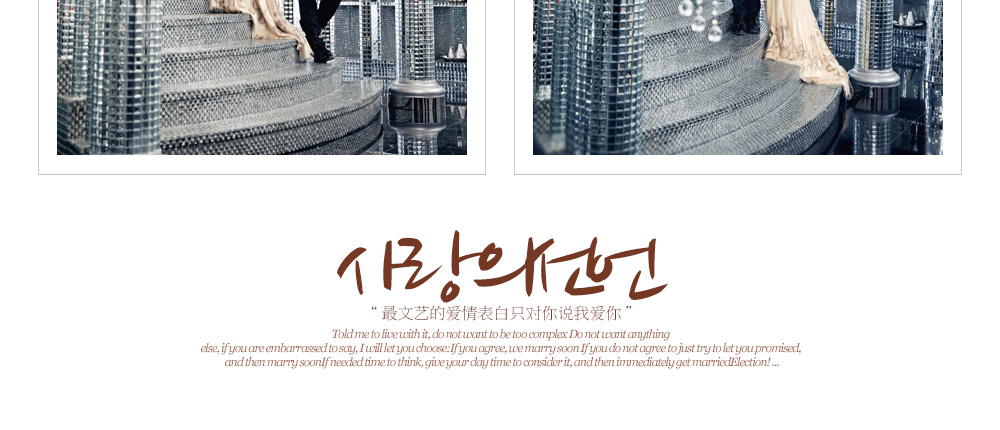 사랑의선언
“ 最文艺的爱情表白只对你说我爱你 ”
Told me to live with it, do not want to be too complex Do not want anything
else, if you are embarrassed to say, I will let you choose: If you agree, we marry soon If you do not agree to just try to let you promised,
and then marry soonIf needed time to think, give your day time to consider it, and then immediately get marriedElection! ...